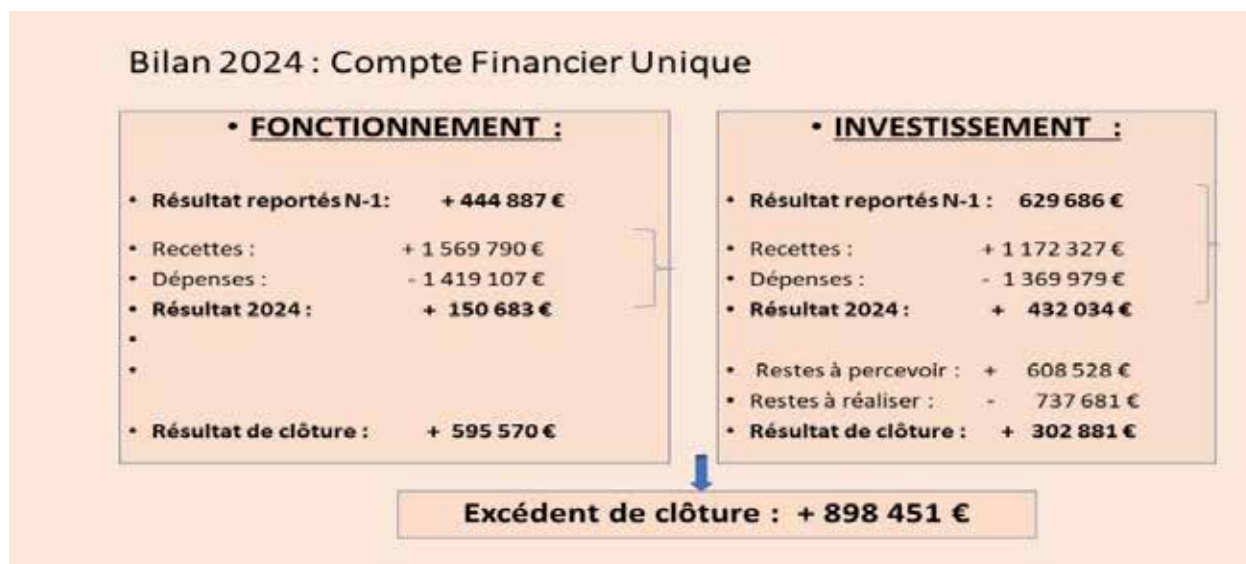 Bilan 2024 : Compte Financier Unique
• FONCTIONNEMENT :
• Résultat reportés N-1: + 444 887 €
• Recettes : + 1 569 790 €
• Dépenses : - 1 419 107 €
• Résultat 2024 : + 150 683 €
•
•
• Résultat de clôture : + 595 570 €
• INVESTISSEMENT :
• Résultat reportés N-1 : 629 686 €
• Recettes : + 1 172 327 €
• Dépenses : - 1 369 979 €
• Résultat 2024 : + 432 034 €
• Restes à percevoir : + 608 528 €
• Restes à réaliser : - 737 681 €
• Résultat de clôture : + 302 881 €
Excédent de clôture : + 898 451 €